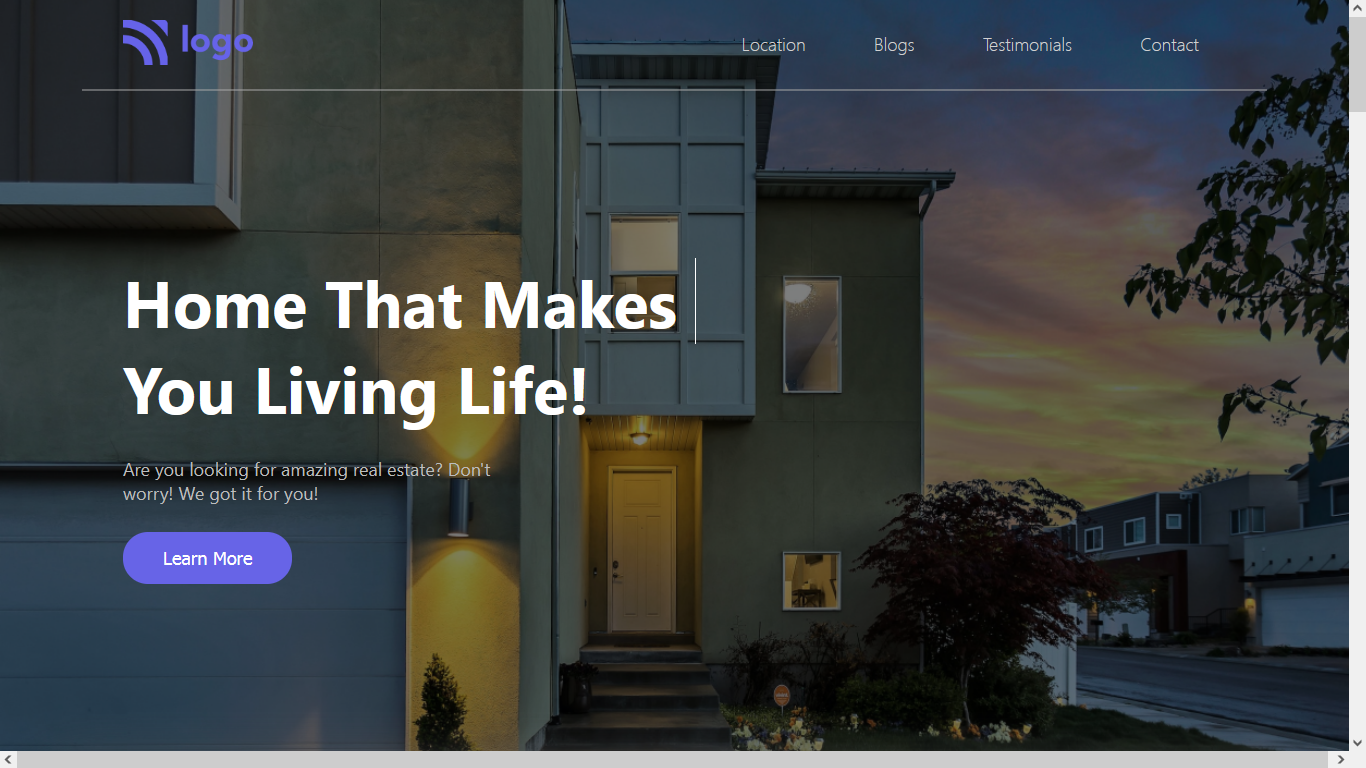 logo
Location
Blogs
Testimonials
Contact
Home That Makes
You Living Life!
Are you looking for amazing real estate? Don't
worry! We got it for you!
Learn More